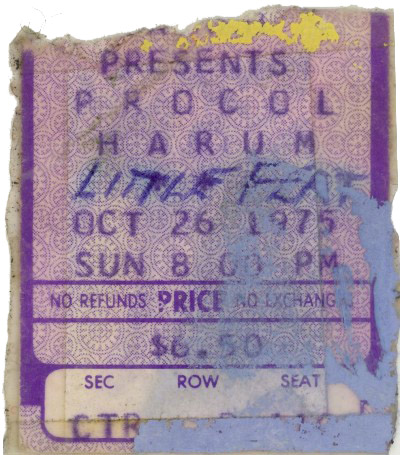 PRESENTS
PROCOL
HARUM
LITTLE FEAT
OCT 26 1975
SUN 8 00 PM
NO REFUNDS PRICE NO EXCHANG
$6.50
SEC ROW SEAT
CTR